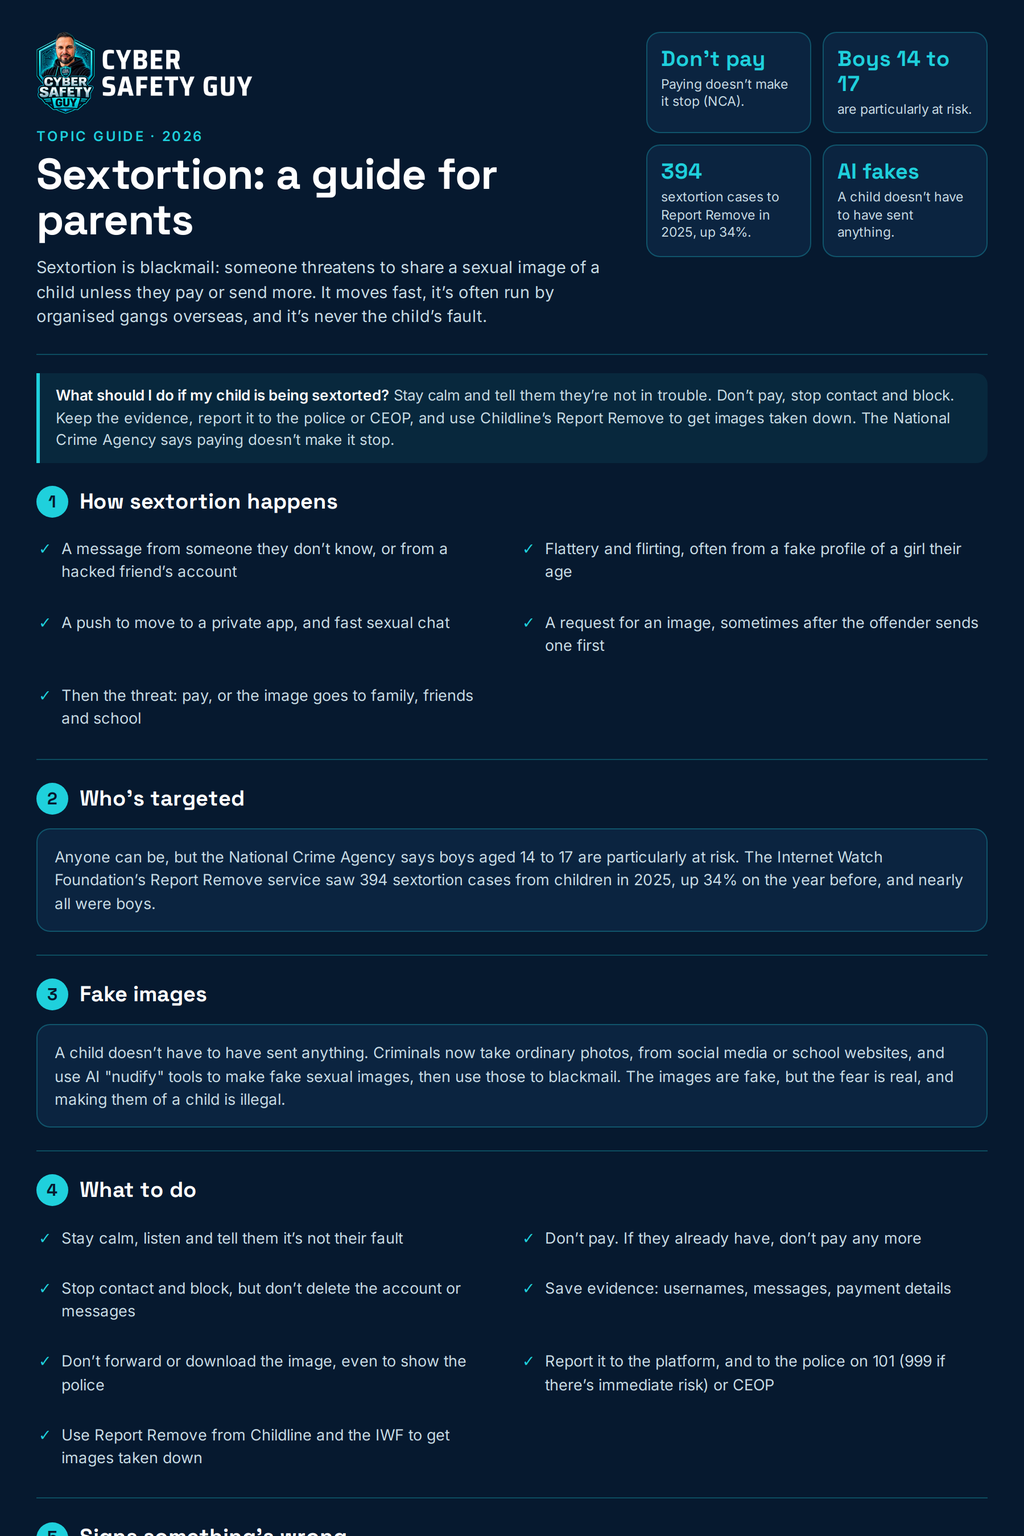 CYBER
SAFETY
GUY
CYBER
SAFETY GUY
TOPIC GUIDE · 2026
Sextortion: a guide for
parents
Sextortion is blackmail: someone threatens to share a sexual image of a
child unless they pay or send more. It moves fast, it’s often run by
organised gangs overseas, and it’s never the child’s fault.
Don’t pay
Paying doesn’t make
it stop (NCA).
Boys 14 to
17
are particularly at risk.
394
sextortion cases to
Report Remove in
2025, up 34%.
AI fakes
A child doesn’t have
to have sent
anything.
What should I do if my child is being sextorted? Stay calm and tell them they’re not in trouble. Don’t pay, stop contact and block.
Keep the evidence, report it to the police or CEOP, and use Childline’s Report Remove to get images taken down. The National
Crime Agency says paying doesn’t make it stop.
1 How sextortion happens
✓ A message from someone they don’t know, or from a
hacked friend’s account
✓ Flattery and flirting, often from a fake profile of a girl their
age
✓ A push to move to a private app, and fast sexual chat
✓ A request for an image, sometimes after the offender sends
one first
✓ Then the threat: pay, or the image goes to family, friends
and school
2 Who’s targeted
Anyone can be, but the National Crime Agency says boys aged 14 to 17 are particularly at risk. The Internet Watch
Foundation’s Report Remove service saw 394 sextortion cases from children in 2025, up 34% on the year before, and nearly
all were boys.
3 Fake images
A child doesn’t have to have sent anything. Criminals now take ordinary photos, from social media or school websites, and
use AI "nudify" tools to make fake sexual images, then use those to blackmail. The images are fake, but the fear is real, and
making them of a child is illegal.
4 What to do
✓ Stay calm, listen and tell them it’s not their fault
✓ Don’t pay. If they already have, don’t pay any more
✓ Stop contact and block, but don’t delete the account or
messages
✓ Save evidence: usernames, messages, payment details
✓ Don’t forward or download the image, even to show the
police
✓ Report it to the platform, and to the police on 101 (999 if
there’s immediate risk) or CEOP
✓ Use Report Remove from Childline and the IWF to get
images taken down
5 Signs something’s wrong